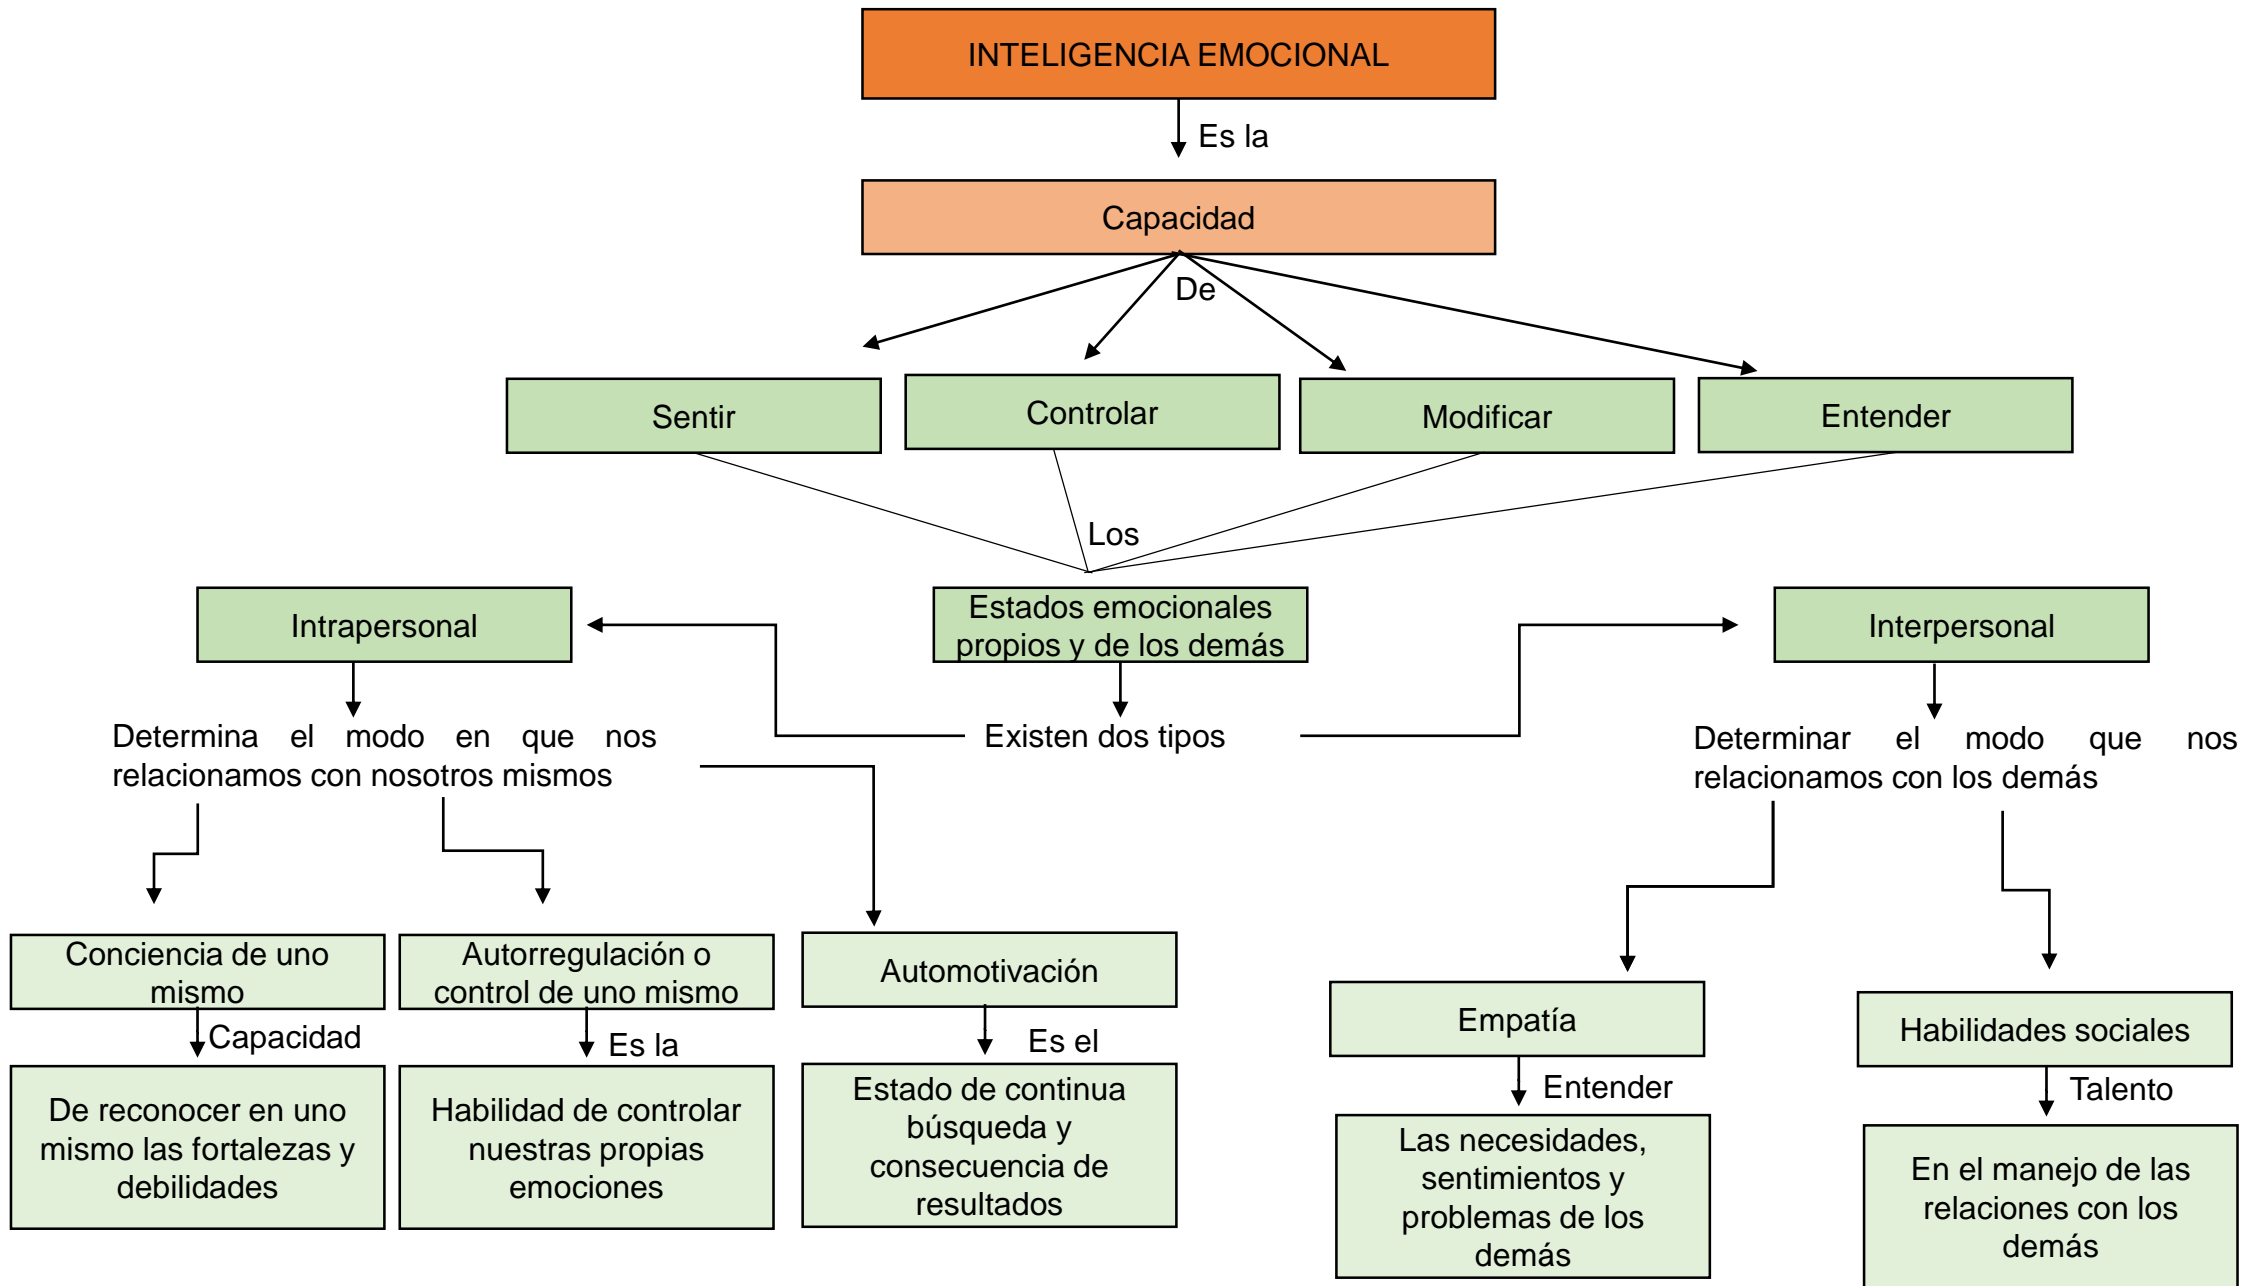 INTELIGENCIA EMOCIONAL
Es la
Capacidad
De
Sentir
Controlar
Modificar
Entender
Los
Intrapersonal
Estados emocionales
propios y de los demás
Interpersonal
Determina el modo en que nos
relacionamos con nosotros mismos
Existen dos tipos
Determinar el modo que nos
relacionamos con los demás
Conciencia de uno
mismo
Autorregulación o
control de uno mismo
Automotivación
Empatía
Habilidades sociales
Capacidad
Es la
Es el
Entender
Talento
De reconocer en uno
mismo las fortalezas y
debilidades
Habilidad de controlar
nuestras propias
emociones
Estado de continua
búsqueda y
consecuencia de
resultados
Las necesidades,
sentimientos y
problemas de los
demás
En el manejo de las
relaciones con los
demás